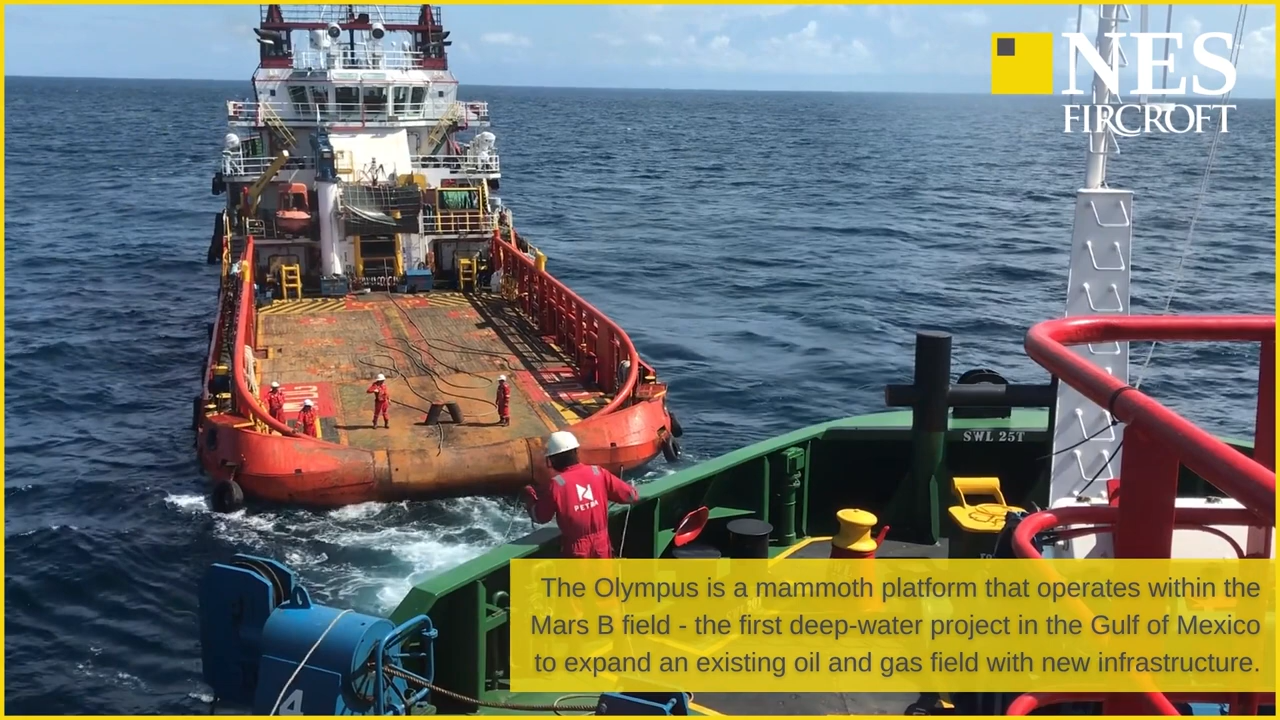 NES
FIRCROFT
SWL 25T
PETRA
The Olympus is a mammoth platform that operates within the
Mars B field - the first deep-water project in the Gulf of Mexico
to expand an existing oil and gas field with new infrastructure.
4